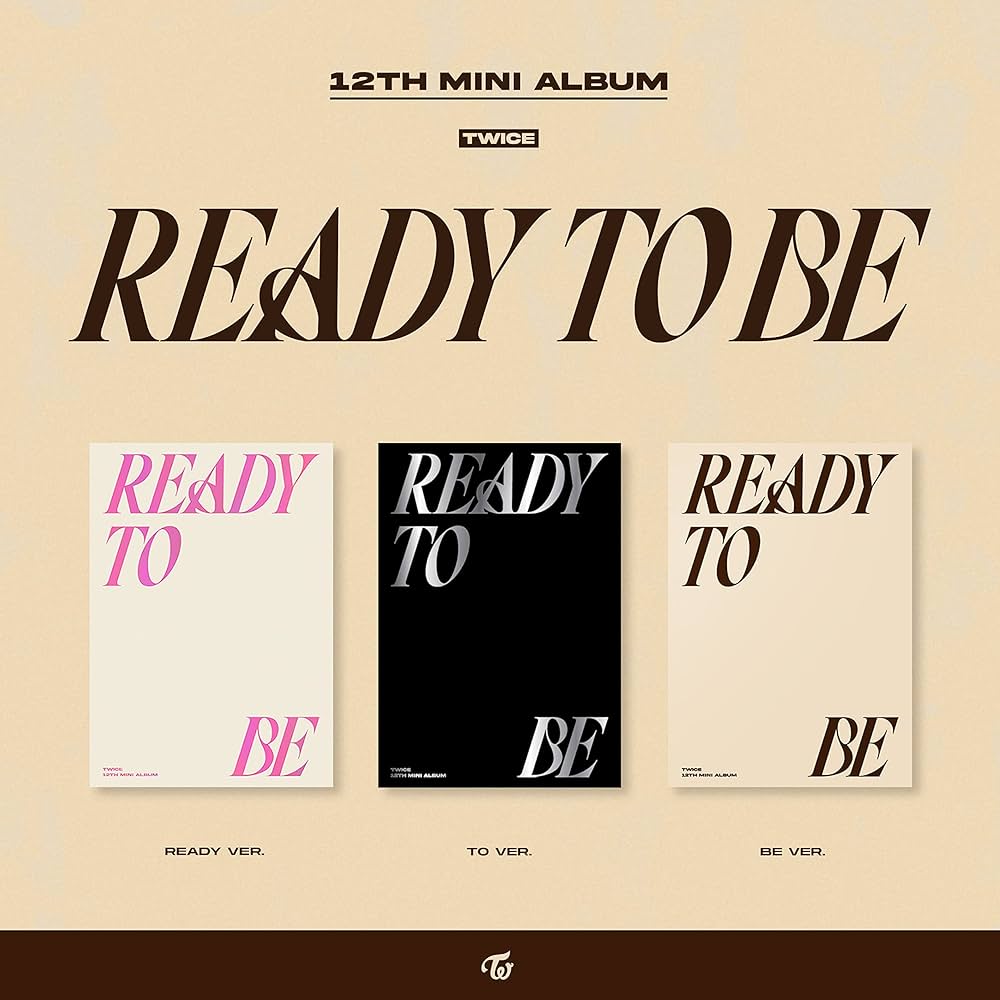 12TH MINI ALBUM
TWICE
READY TO BE
READY
TO
BE
TWICE
12TH MINI ALBUM
READY
TO
BE
TWICE
12TH MINI ALBUM
READY
TO
BE
TWICE
12TH MINI ALBUM
READY VER.
TO VER.
BE VER.
TW